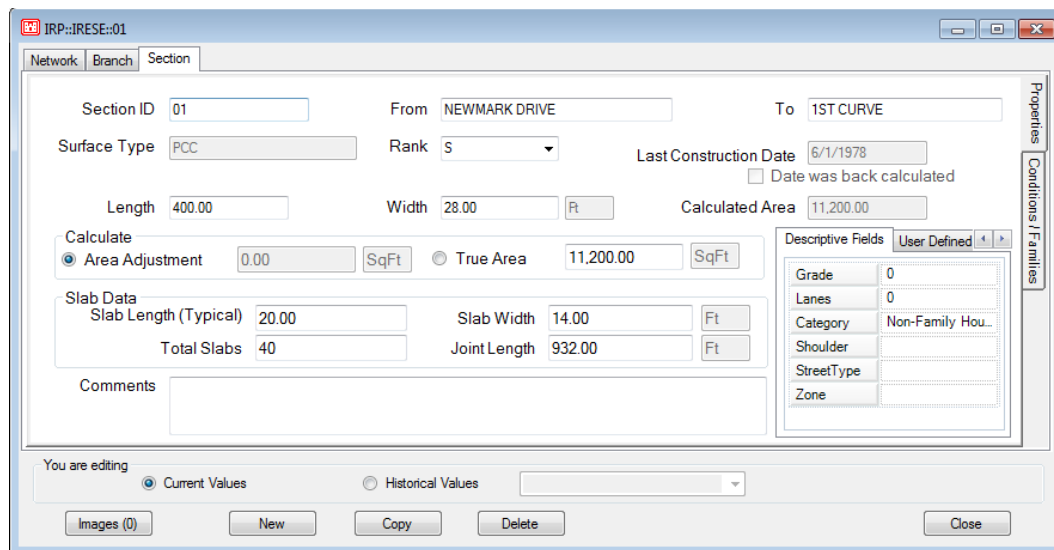 IRP::IRESE::01
Network Branch Section
Section ID 01 From NEWMARK DRIVE To 1ST CURVE
Surface Type PCC Rank S Last Construction Date 6/1/1978
Date was back calculated
Length 400.00 Width 28.00 Ft Calculated Area 11,200.00
Calculate
Area Adjustment 0.00 SqFt True Area 11,200.00 SqFt
Slab Data
Slab Length (Typical) 20.00 Slab Width 14.00 Ft
Total Slabs 40 Joint Length 932.00 Ft
Comments
Descriptive Fields User Defined
Grade 0
Lanes 0
Category Non-Family Hou...
Shoulder
StreetType
Zone
Properties
Conditions / Families
You are editing
Current Values Historical Values
Images (0) New Copy Delete Close